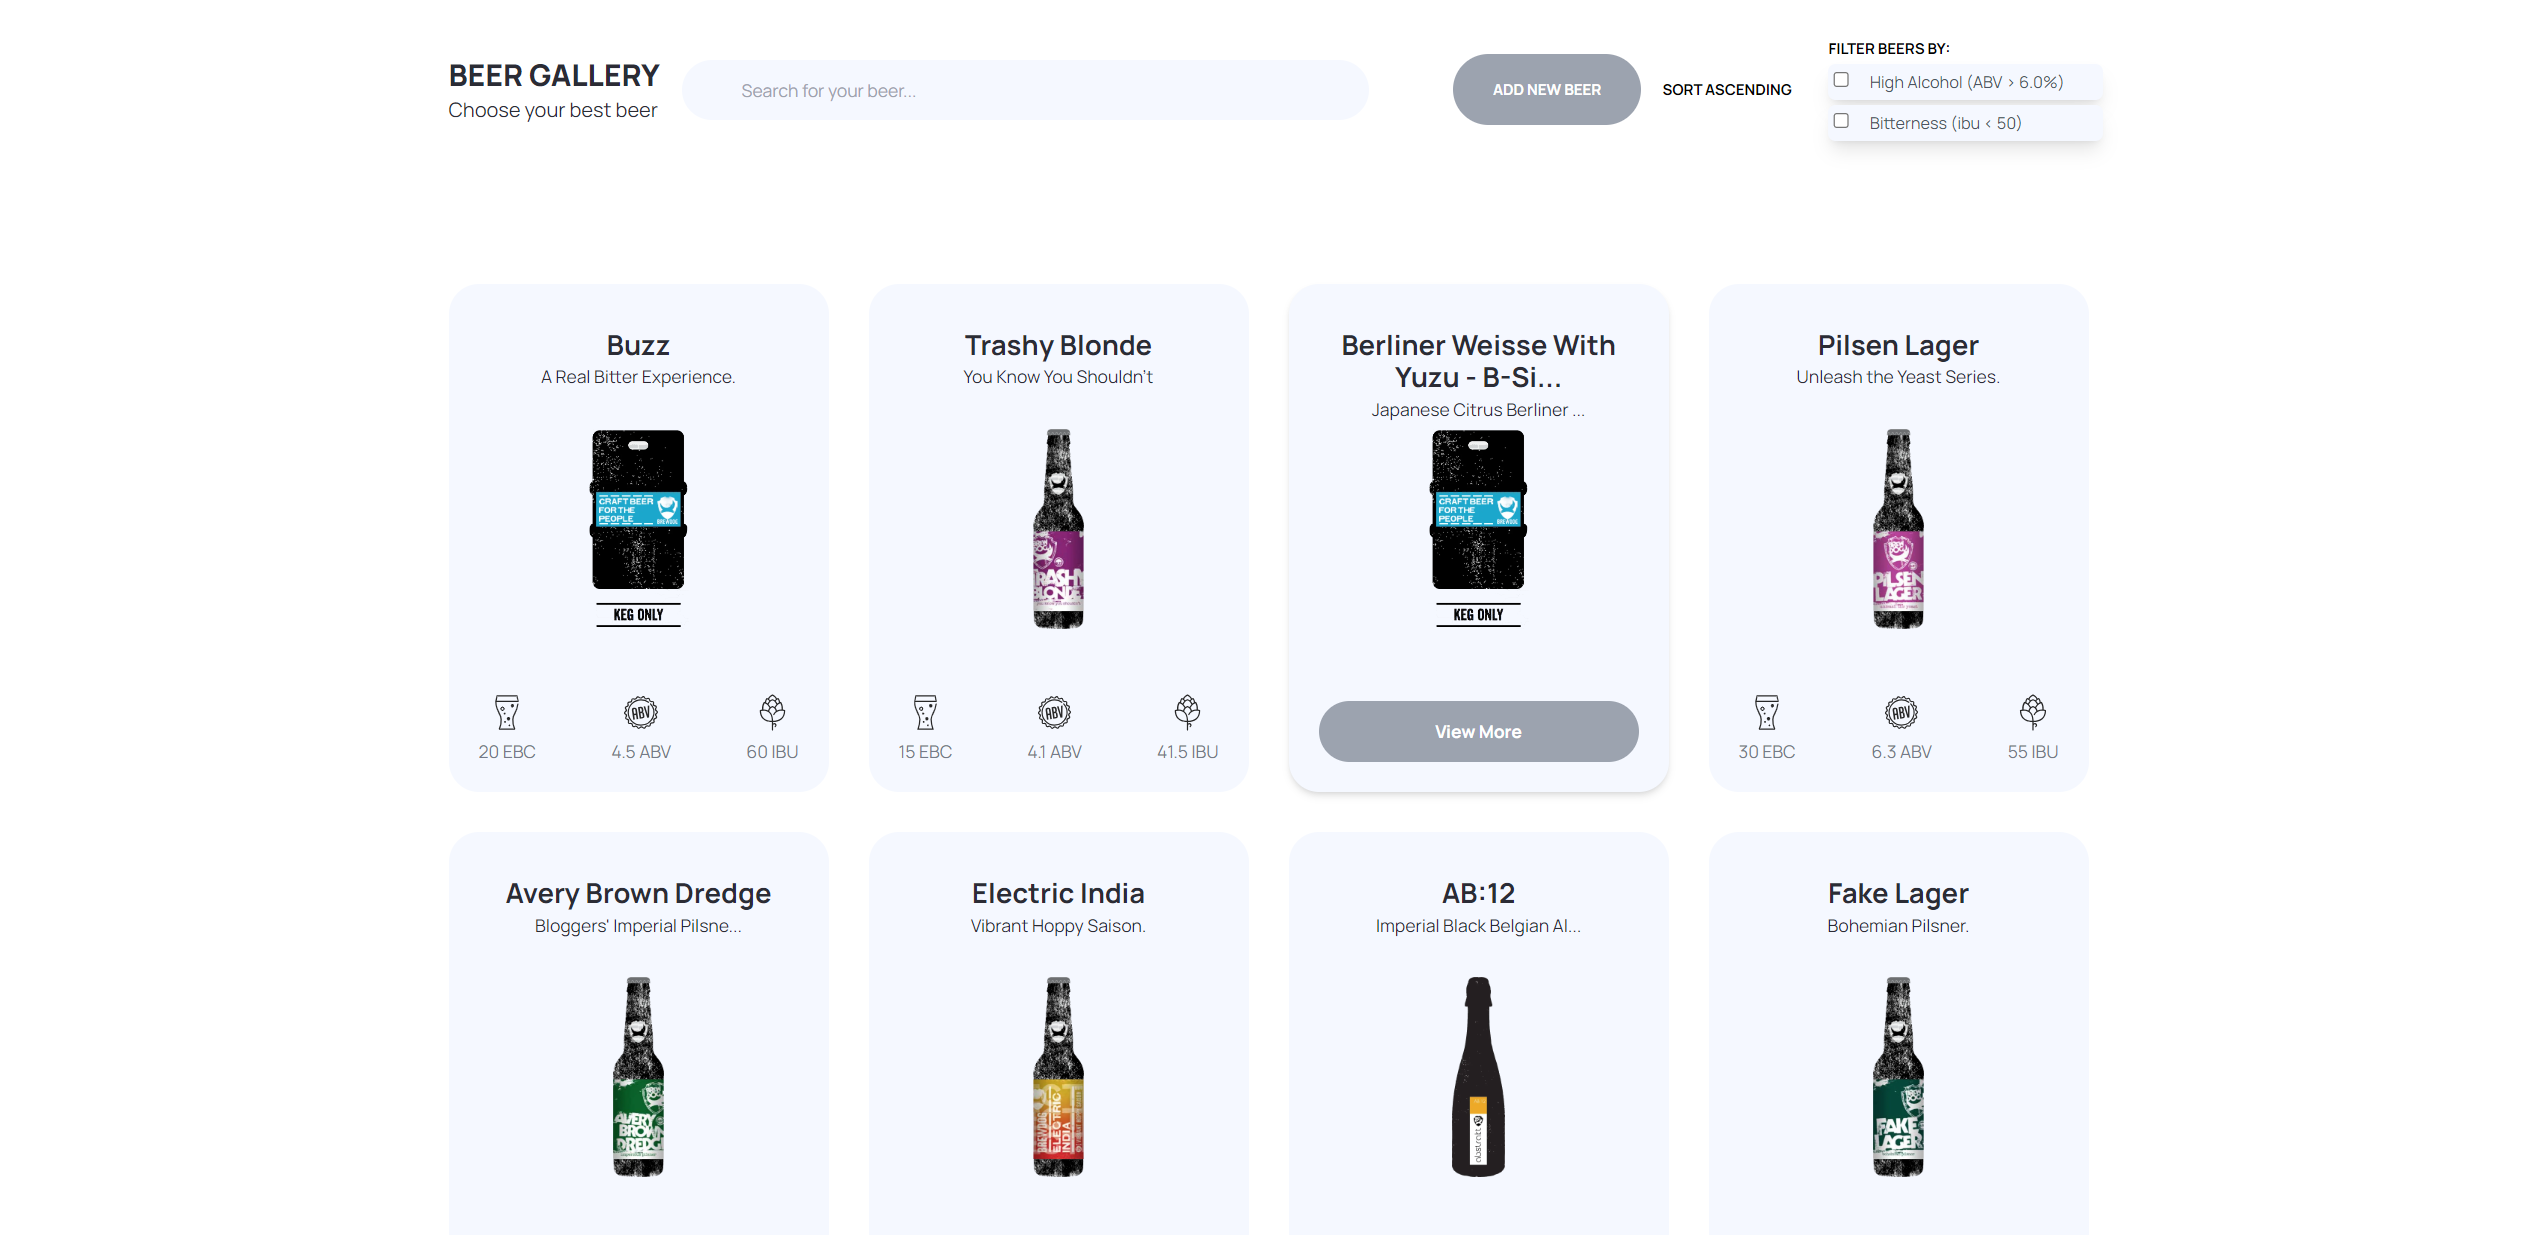 BEER GALLERY
Choose your best beer
Search for your beer...
ADD NEW BEER
SORT ASCENDING
FILTER BEERS BY:
High Alcohol (ABV > 6.0%)
Bitterness (ibu < 50)
Buzz
A Real Bitter Experience.
CRAFT BEER
FOR THE
PEOPLE
BREWDOG
KEG ONLY
ABV
20 EBC
4.5 ABV
60 IBU
Trashy Blonde
You Know You Shouldn't
TRASHY
BLONDE
ABV
15 EBC
4.1 ABV
41.5 IBU
Berliner Weisse With
Yuzu - B-Si...
Japanese Citrus Berliner ...
CRAFT BEER
FOR THE
PEOPLE
BREWDOG
KEG ONLY
View More
Pilsen Lager
Unleash the Yeast Series.
PILSEN
LAGER
ABV
30 EBC
6.3 ABV
55 IBU
Avery Brown Dredge
Bloggers' Imperial Pilsne...
AVERY
BROWN
DREDGE
Electric India
Vibrant Hoppy Saison.
BREWDOG
ELECTRIC
INDIA
AB:12
Imperial Black Belgian Al...
abstrakt
Fake Lager
Bohemian Pilsner.
FAKE
LAGER